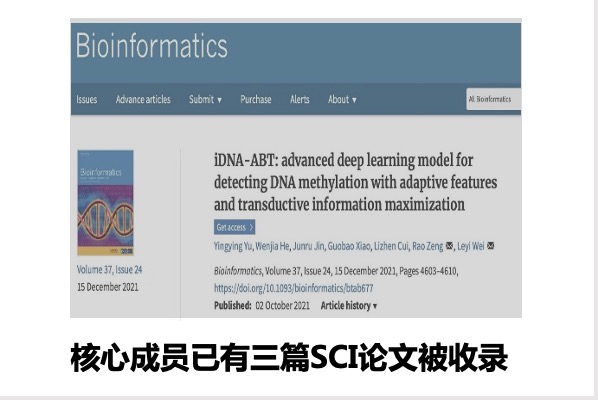 Bioinformatics
Issues Advance articles Submit ▼ Purchase Alerts About ▼ All Bioinformatics
Bioinformatics
iDNA-ABT: advanced deep learning model for
detecting DNA methylation with adaptive features
and transductive information maximization
Get access >
Yingying Yu, Wenjia He, Junru Jin, Guobao Xiao, Lizhen Cui, Rao Zeng ✉, Leyi Wei ✉
Volume 37, Issue 24
15 December 2021
Bioinformatics, Volume 37, Issue 24, 15 December 2021, Pages 4603–4610,
https://doi.org/10.1093/bioinformatics/btab677
Published: 02 October 2021 Article history ▼
核心成员已有三篇SCI论文被收录